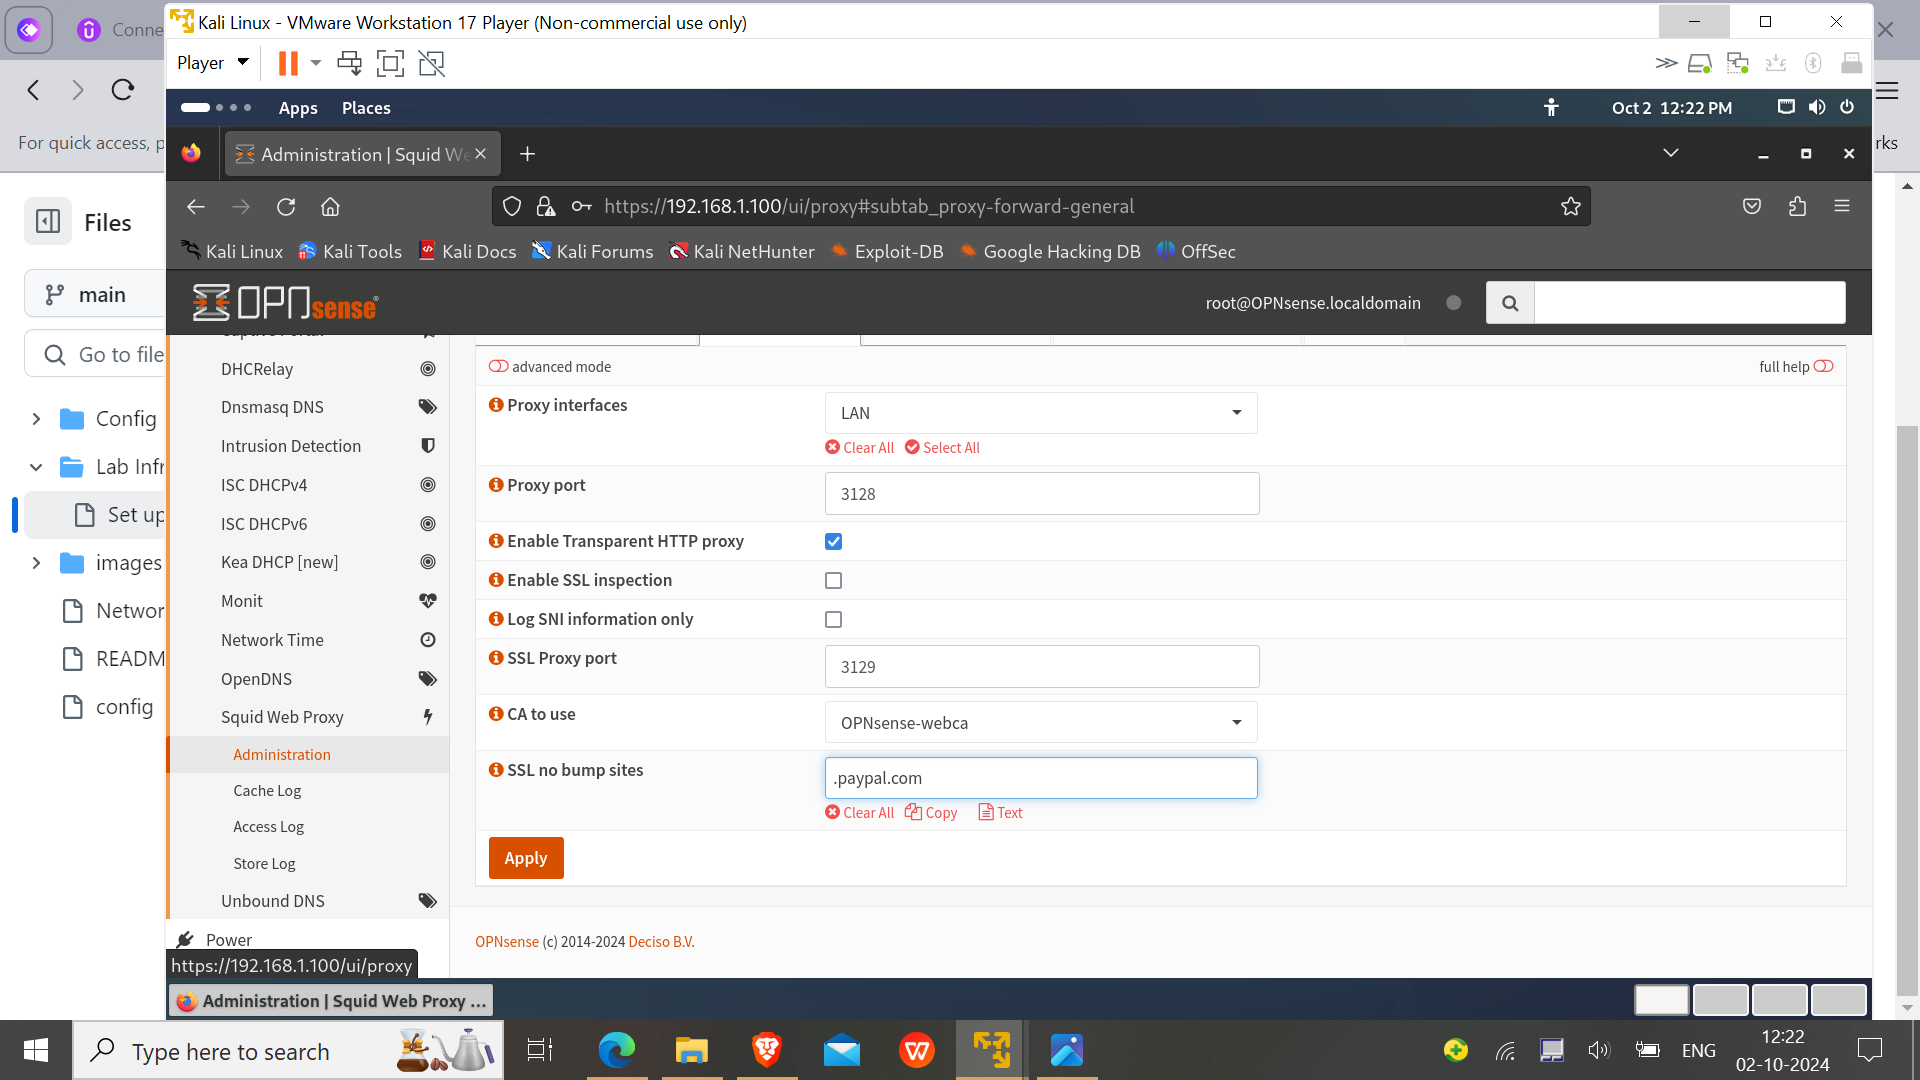 Conne
Kali Linux - VMware Workstation 17 Player (Non-commercial use only)
Player
For quick access, p
rks
Apps Places
Oct 2 12:22 PM
Administration | Squid We
https://192.168.1.100/ui/proxy#subtab_proxy-forward-general
Kali Linux Kali Tools Kali Docs Kali Forums Kali NetHunter Exploit-DB Google Hacking DB OffSec
OPNsense
root@OPNsense.localdomain
Files
main
Go to file
Config
Lab Infr
Set up
images
Networ
READM
config
DHCRelay
Dnsmasq DNS
Intrusion Detection
ISC DHCPv4
ISC DHCPv6
Kea DHCP [new]
Monit
Network Time
OpenDNS
Squid Web Proxy
Administration
Cache Log
Access Log
Store Log
Unbound DNS
Power
https://192.168.1.100/ui/proxy
advanced mode
full help
Proxy interfaces
LAN
Clear All Select All
Proxy port
3128
Enable Transparent HTTP proxy
Enable SSL inspection
Log SNI information only
SSL Proxy port
3129
CA to use
OPNsense-webca
SSL no bump sites
.paypal.com
Clear All Copy Text
Apply
OPNsense (c) 2014-2024 Deciso B.V.
Administration | Squid Web Proxy ...
Type here to search
ENG
12:22
02-10-2024